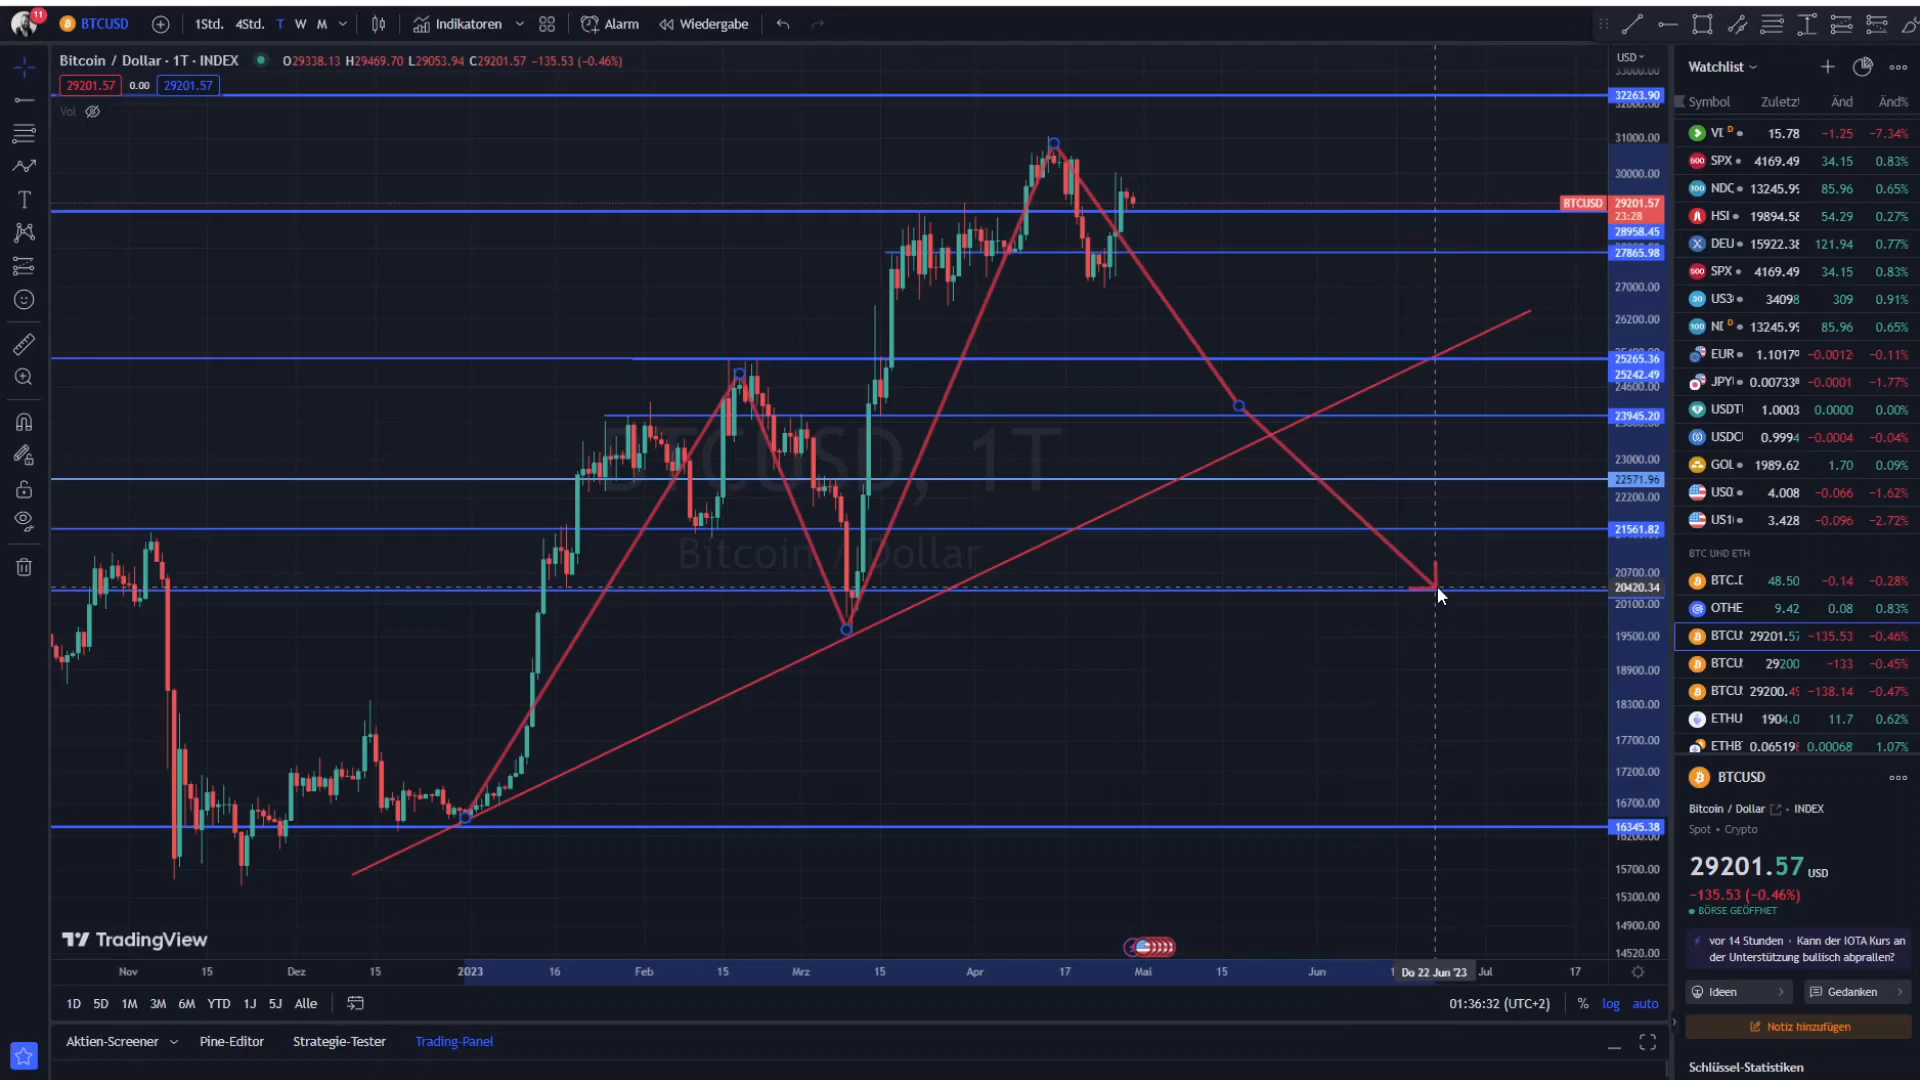 11
BTCUSD
1Std.
4Std.
T
W
M
Indikatoren
Alarm
Wiedergabe
Bitcoin / Dollar · 1T · INDEX
O29338.13 H29469.70 L29053.94 C29201.57 −135.53 (−0.46%)
29201.57
0.00
29201.57
Vol
BTCUSD, 1T
Bitcoin / Dollar
USD
33000.00
32263.90
32000.00
31000.00
30000.00
BTCUSD
29201.57
23:28
28958.45
27865.98
27000.00
26200.00
25265.36
25242.49
24600.00
23945.20
23000.00
22571.96
22200.00
21561.82
20700.00
20420.34
20100.00
19500.00
18900.00
18300.00
17700.00
17200.00
16700.00
16345.38
16200.00
15700.00
15300.00
14900.00
14520.00
TradingView
Nov
15
Dez
15
2023
16
Feb
15
Mrz
15
Apr
17
Mai
15
Jun
Do 22 Jun '23
Jul
17
1D
5D
1M
3M
6M
YTD
1J
5J
Alle
01:36:32 (UTC+2)
%
log
auto
Aktien-Screener
Pine-Editor
Strategie-Tester
Trading-Panel
Watchlist
Symbol Zuletzt Änd Änd%
VI D 15.78 −1.25 −7.34%
SPX 4169.49 34.15 0.83%
NDC 13245.99 85.96 0.65%
HSI 19894.58 54.29 0.27%
DEU 15922.38 121.94 0.77%
SPX 4169.49 34.15 0.83%
US3 34098 309 0.91%
NI D 13245.99 85.96 0.65%
EUR 1.1017 −0.0012 −0.11%
JPY 0.00733 −0.0001 −1.77%
USDT 1.0003 0.0000 0.00%
USDC 0.9994 −0.0004 −0.04%
GOL 1989.62 1.70 0.09%
US0 4.008 −0.066 −1.62%
US1 3.428 −0.096 −2.72%
BTC UND ETH
BTC.D 48.50 −0.14 −0.28%
OTHE 9.42 0.08 0.83%
BTCU 29201.57 −135.53 −0.46%
BTCU 29200 −133 −0.45%
BTCU 29200.49 −138.14 −0.47%
ETHU 1904.0 11.7 0.62%
ETHB 0.06519 0.00068 1.07%
BTCUSD
Bitcoin / Dollar • INDEX
Spot • Crypto
29201.57 USD
−135.53 (−0.46%)
BÖRSE GEÖFFNET
vor 14 Stunden · Kann der IOTA Kurs an
der Unterstützung bullisch abprallen?
Ideen
Gedanken
Notiz hinzufügen
Schlüssel-Statistiken